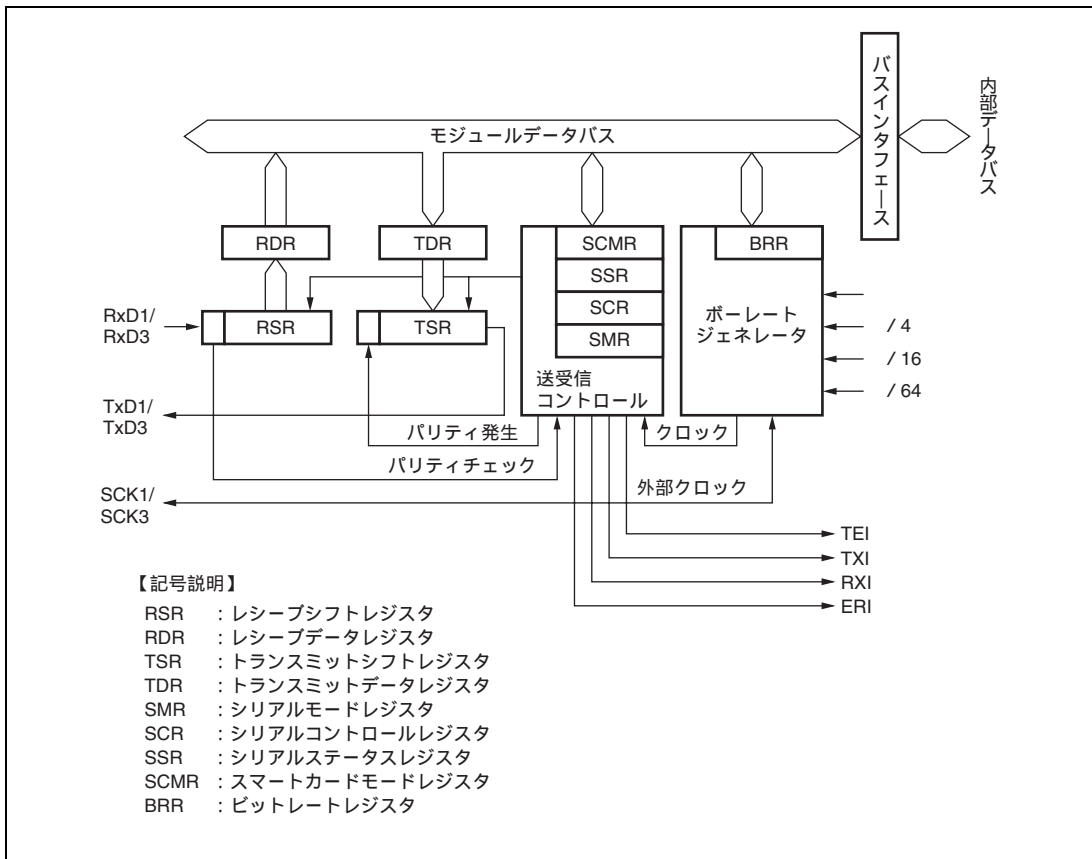 バスインタフェース
内部データバス
モジュールデータバス
RDR
TDR
SCMR
BRR
SSR
RxD1/
RxD3
RSR
TSR
SCR
SMR
ボーレート
ジェネレータ
/ 4
/ 16
/ 64
送受信
コントロール
TxD1/
TxD3
パリティ発生
クロック
パリティチェック
SCK1/
SCK3
外部クロック
TEI
TXI
RXI
ERI
【記号説明】
RSR : レシーブシフトレジスタ
RDR : レシーブデータレジスタ
TSR : トランスミットシフトレジスタ
TDR : トランスミットデータレジスタ
SMR : シリアルモードレジスタ
SCR : シリアルコントロールレジスタ
SSR : シリアルステータスレジスタ
SCMR : スマートカードモードレジスタ
BRR : ビットレートレジスタ